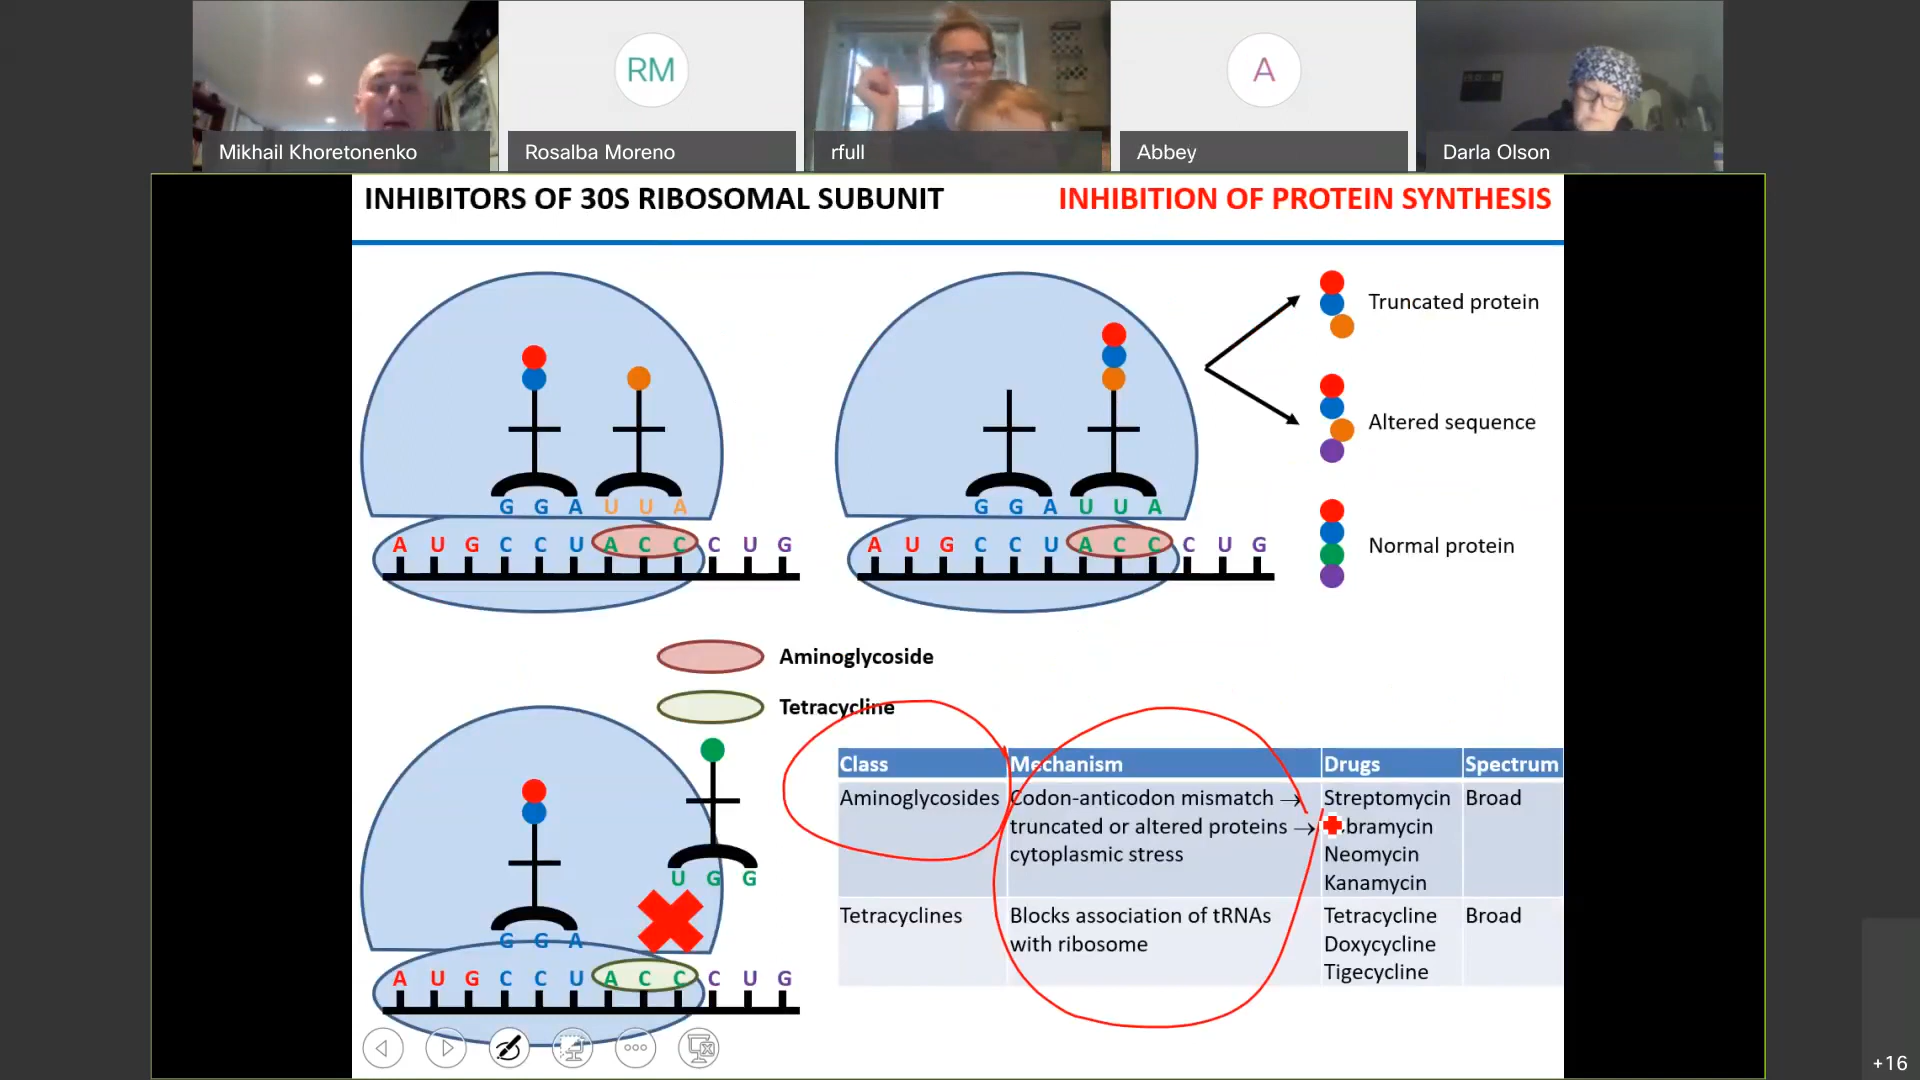 RM
A
Mikhail Khoretonenko
Rosalba Moreno
rfull
Abbey
Darla Olson
INHIBITORS OF 30S RIBOSOMAL SUBUNIT
INHIBITION OF PROTEIN SYNTHESIS
G G A U U A
A U G C C U A C C C U G
G G A U U A
A U G C C U A C C C U G
Truncated protein
Altered sequence
Normal protein
Aminoglycoside
Tetracycline
U G G
G G A
A U G C C U A C C C U G
Class Mechanism Drugs Spectrum
Aminoglycosides Codon-anticodon mismatch → Streptomycin Broad
truncated or altered proteins → bramycin
cytoplasmic stress Neomycin
Kanamycin
Tetracyclines Blocks association of tRNAs Tetracycline Broad
with ribosome Doxycycline
Tigecycline
+16